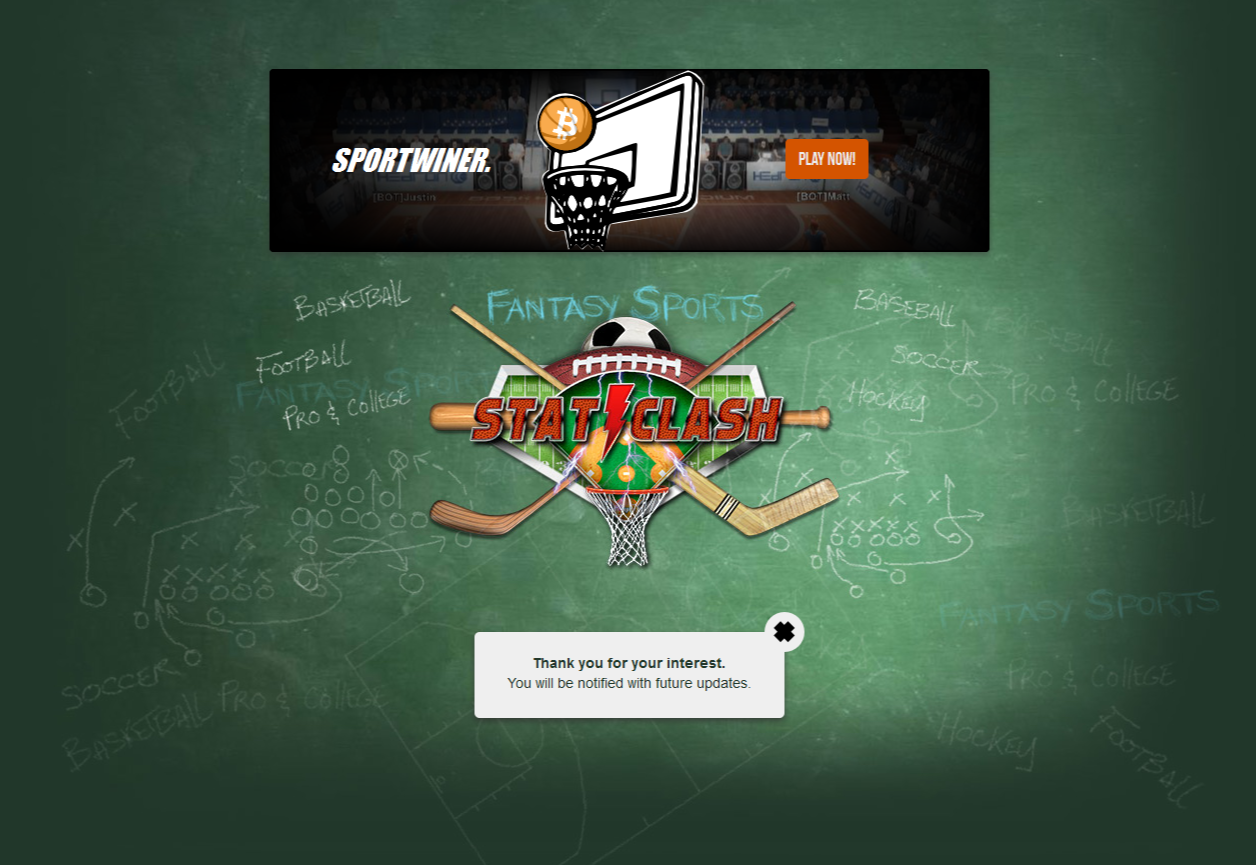 SPORTWINER.
PLAY NOW!
HEDRON
[BOT]Justin
[BOT]Matt
BASKETBALL
FANTASY SPORTS
BASEBALL
FOOTBALL
SOCCER
FOOTBALL
FANTASY SPORTS
PRO & COLLEGE
HOCKEY
PRO & COLLEGE
STAT CLASH
SOCCER
BASKETBALL
FANTASY SPORTS
Thank you for your interest.
You will be notified with future updates.
SOCCER
PRO & COLLEGE
PRO & COLLEGE
BASKETBALL
HOCKEY
FOOTBALL